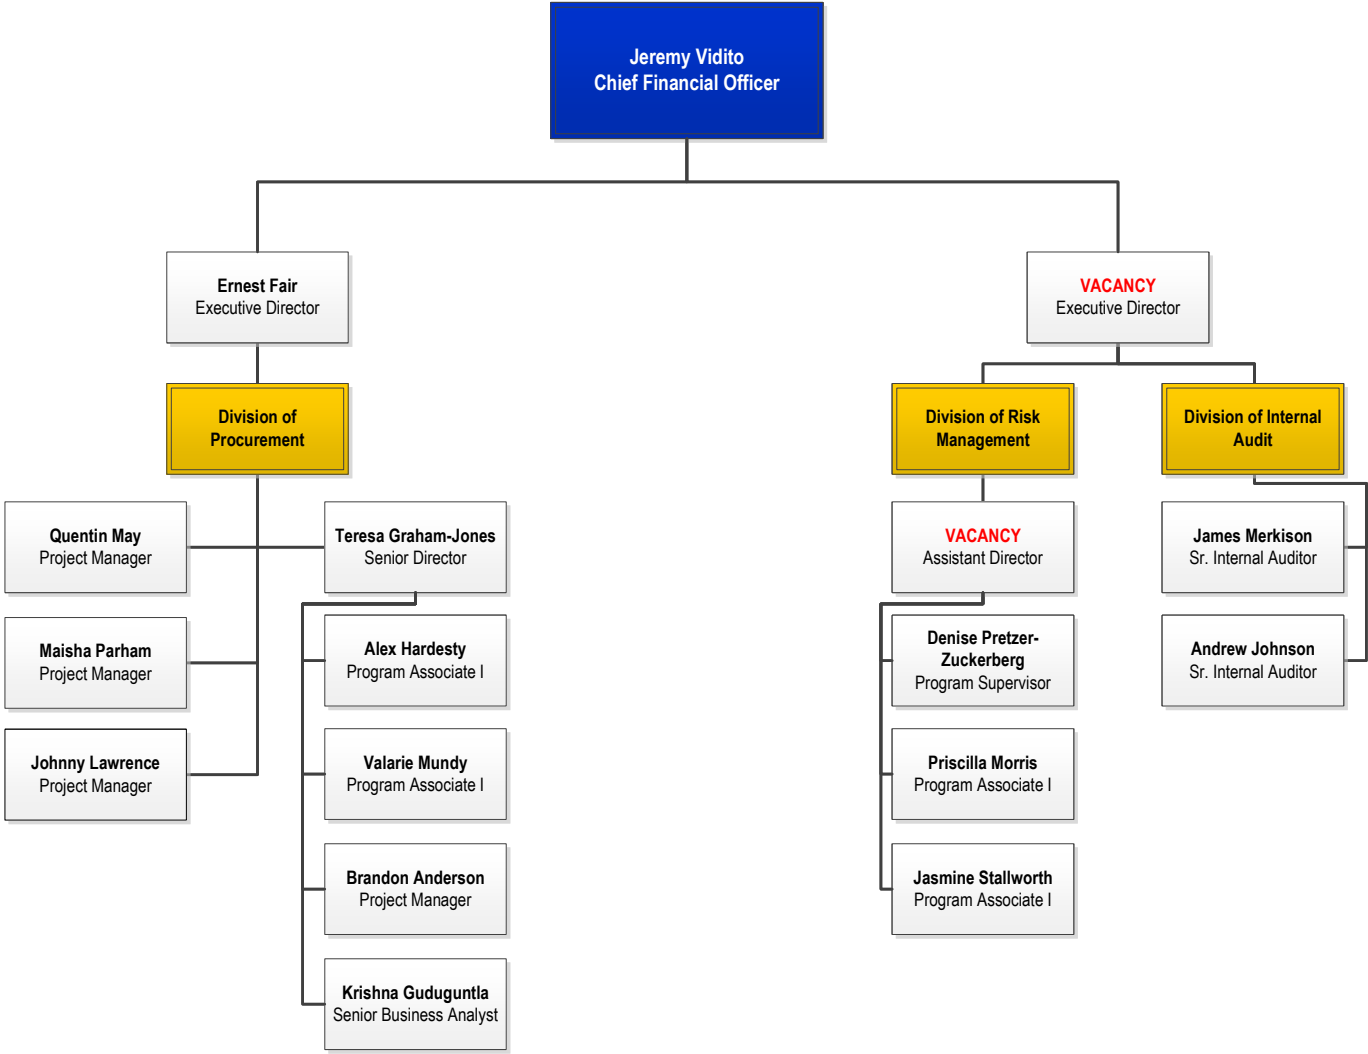 Jeremy Vidito
Chief Financial Officer
Ernest Fair
Executive Director
VACANCY
Executive Director
Division of
Procurement
Division of Risk
Management
Division of Internal
Audit
Quentin May
Project Manager
Teresa Graham-Jones
Senior Director
VACANCY
Assistant Director
James Merkison
Sr. Internal Auditor
Maisha Parham
Project Manager
Alex Hardesty
Program Associate I
Denise Pretzer-
Zuckerberg
Program Supervisor
Andrew Johnson
Sr. Internal Auditor
Johnny Lawrence
Project Manager
Valarie Mundy
Program Associate I
Priscilla Morris
Program Associate I
Brandon Anderson
Project Manager
Jasmine Stallworth
Program Associate I
Krishna Guduguntla
Senior Business Analyst